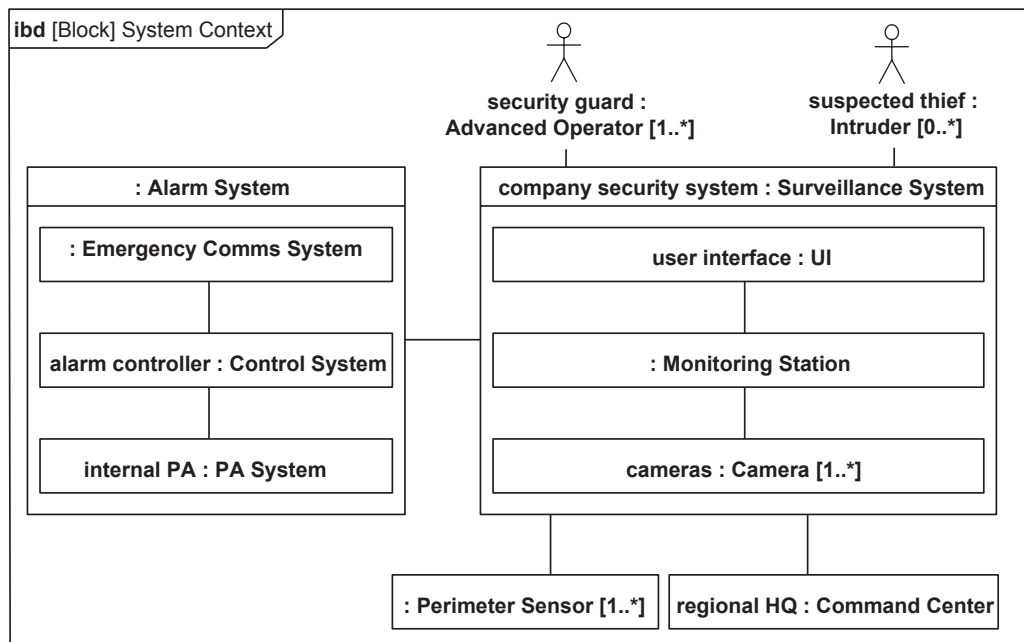 ibd [Block] System Context
security guard :
Advanced Operator [1..*]
suspected thief :
Intruder [0..*]
: Alarm System
: Emergency Comms System
alarm controller : Control System
internal PA : PA System
company security system : Surveillance System
user interface : UI
: Monitoring Station
cameras : Camera [1..*]
: Perimeter Sensor [1..*]
regional HQ : Command Center